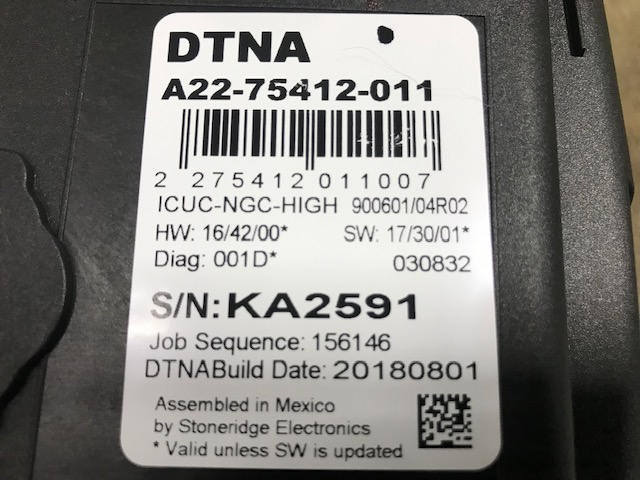 DTNA
A22-75412-011
2 275412 011007
ICUC-NGC-HIGH 900601/04R02
HW: 16/42/00* SW: 17/30/01*
Diag: 001D* 030832
S/N: KA2591
Job Sequence: 156146
DTNABuild Date: 20180801
Assembled in Mexico
by Stoneridge Electronics
* Valid unless SW is updated